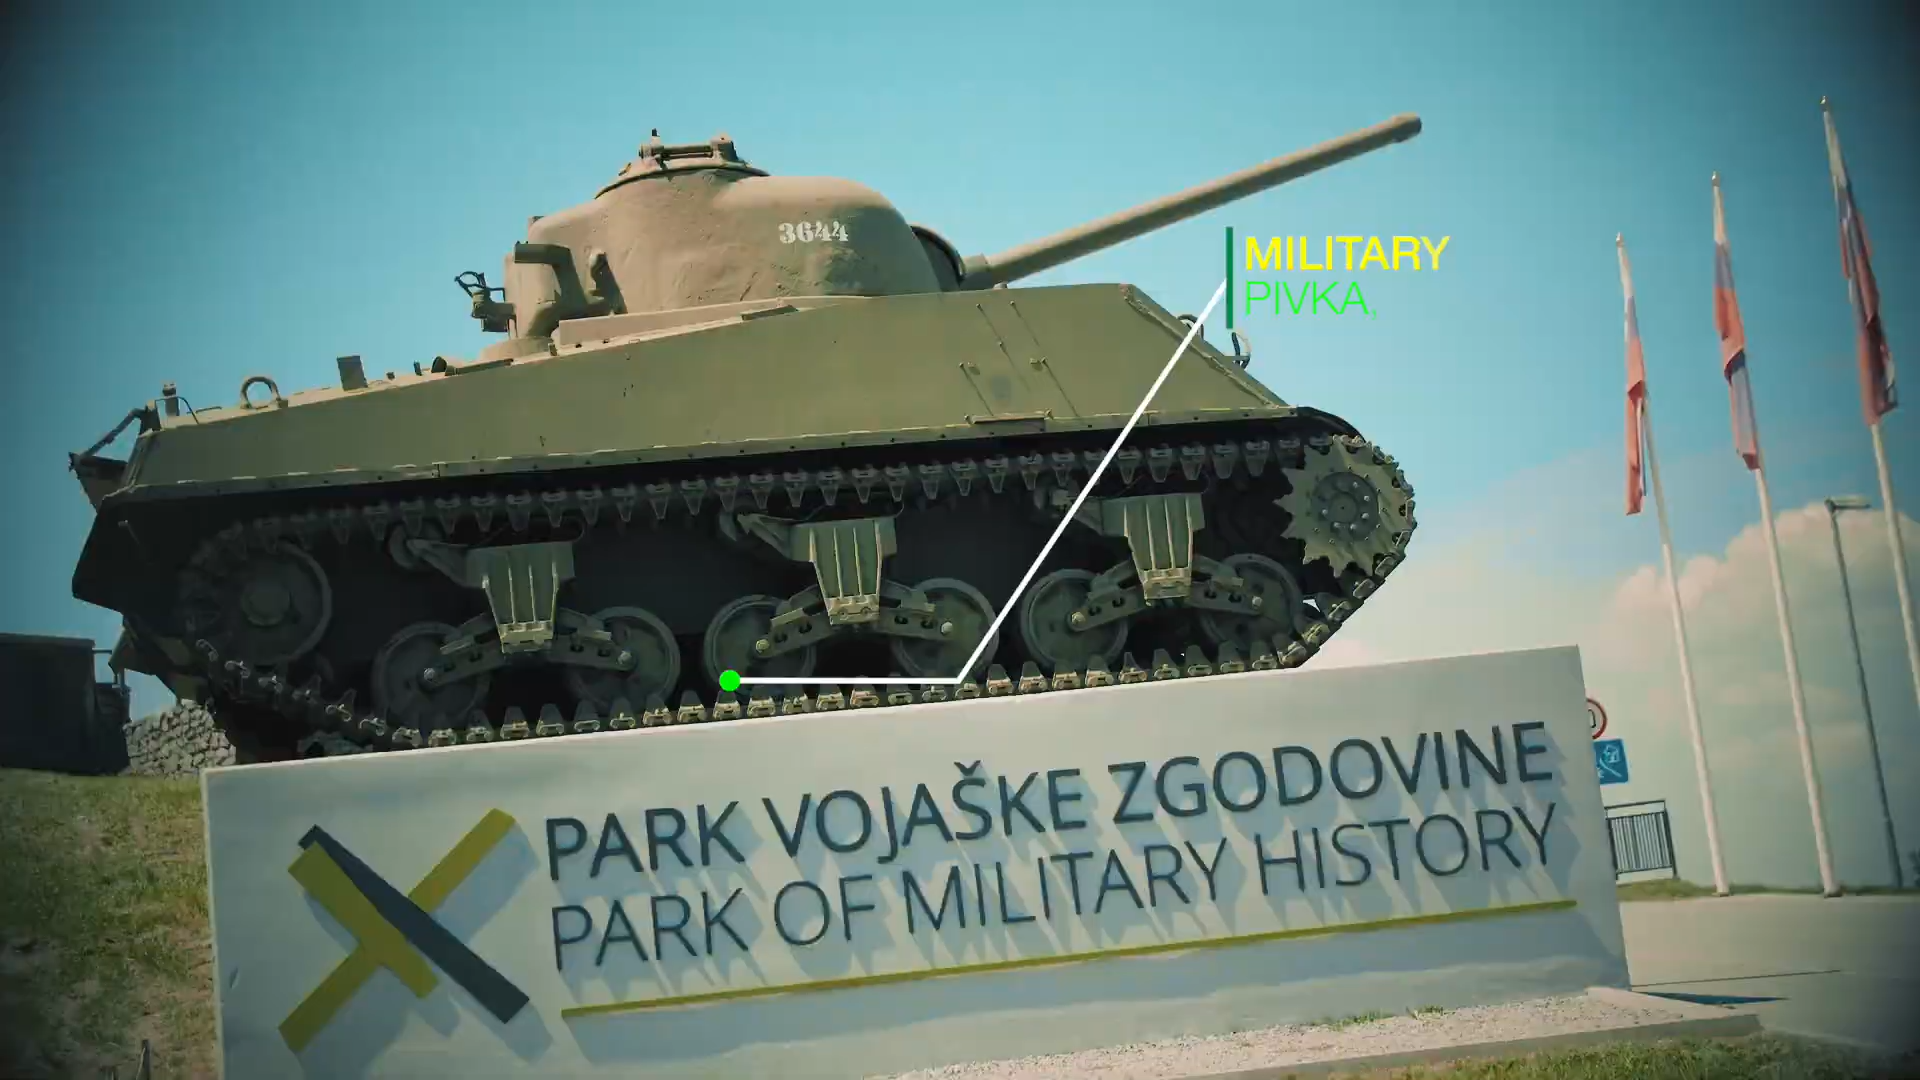 3644
MILITARY
PIVKA,
PARK VOJAŠKE ZGODOVINE
PARK OF MILITARY HISTORY